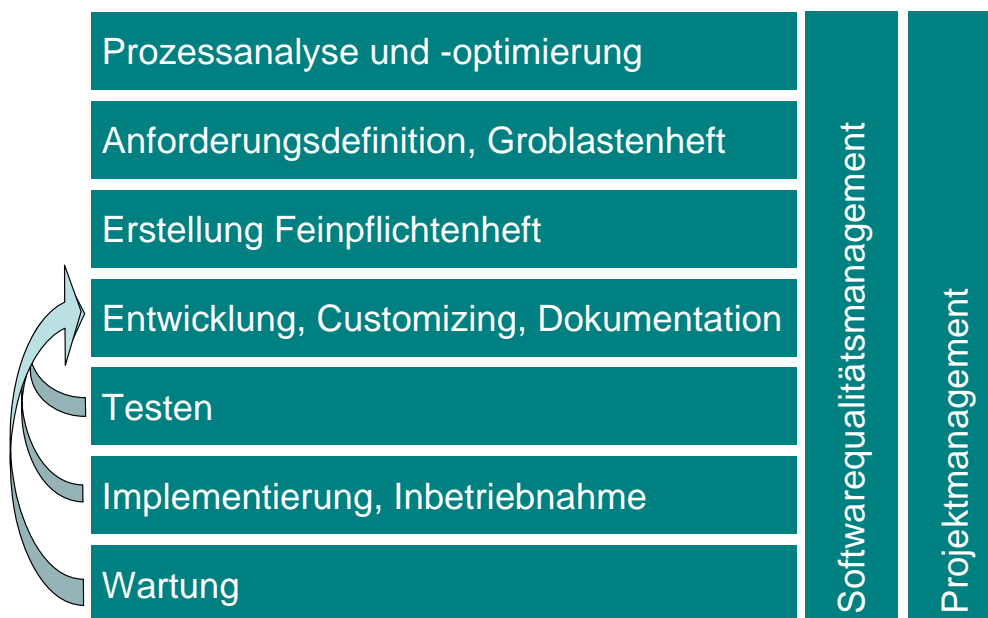 Prozessanalyse und -optimierung
Anforderungsdefinition, Groblastenheft
Erstellung Feinpflichtenheft
Entwicklung, Customizing, Dokumentation
Testen
Implementierung, Inbetriebnahme
Wartung
Softwarequalitätsmanagement
Projektmanagement